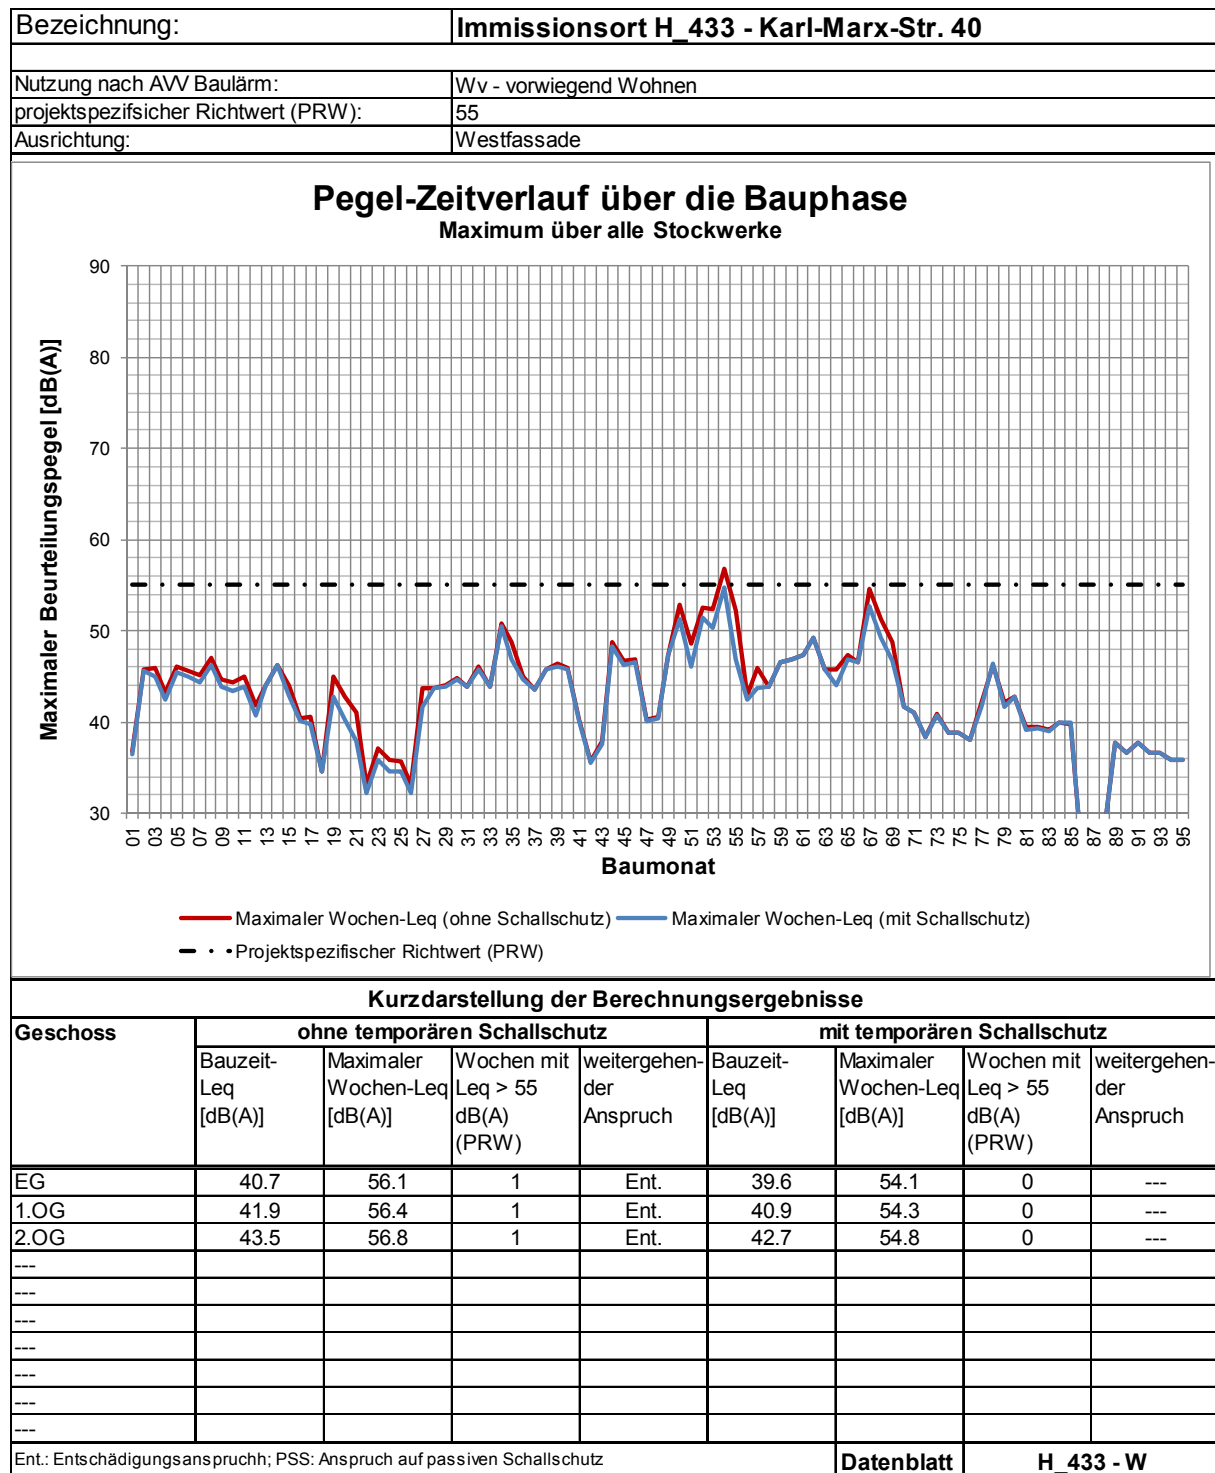 Bezeichnung: Immissionsort H_433 - Karl-Marx-Str. 40
Nutzung nach AVV Baulärm: Wv - vorwiegend Wohnen
projektspezifsicher Richtwert (PRW): 55
Ausrichtung: Westfassade
Pegel-Zeitverlauf über die Bauphase
Maximum über alle Stockwerke
Maximaler Beurteilungspegel [dB(A)]
90
80
70
60
50
40
30
01 03 05 07 09 11 13 15 17 19 21 23 25 27 29 31 33 35 37 39 41 43 45 47 49 51 53 55 57 59 61 63 65 67 69 71 73 75 77 79 81 83 85 87 89 91 93 95
Baumonat
Maximaler Wochen-Leq (ohne Schallschutz) Maximaler Wochen-Leq (mit Schallschutz)
Projektspezifischer Richtwert (PRW)
Kurzdarstellung der Berechnungsergebnisse
Geschoss ohne temporären Schallschutz mit temporären Schallschutz
Bauzeit- Maximaler Wochen mit weitergehen- Bauzeit- Maximaler Wochen mit weitergehen-
Leq Wochen-Leq Leq > 55 der Leq Wochen-Leq Leq > 55 der
[dB(A)] [dB(A)] dB(A) Anspruch [dB(A)] [dB(A)] dB(A) Anspruch
(PRW) (PRW)
EG 40.7 56.1 1 Ent. 39.6 54.1 0 ---
1.OG 41.9 56.4 1 Ent. 40.9 54.3 0 ---
2.OG 43.5 56.8 1 Ent. 42.7 54.8 0 ---
---
---
---
---
---
---
---
Ent.: Entschädigungsanspruchh; PSS: Anspruch auf passiven Schallschutz Datenblatt H_433 - W